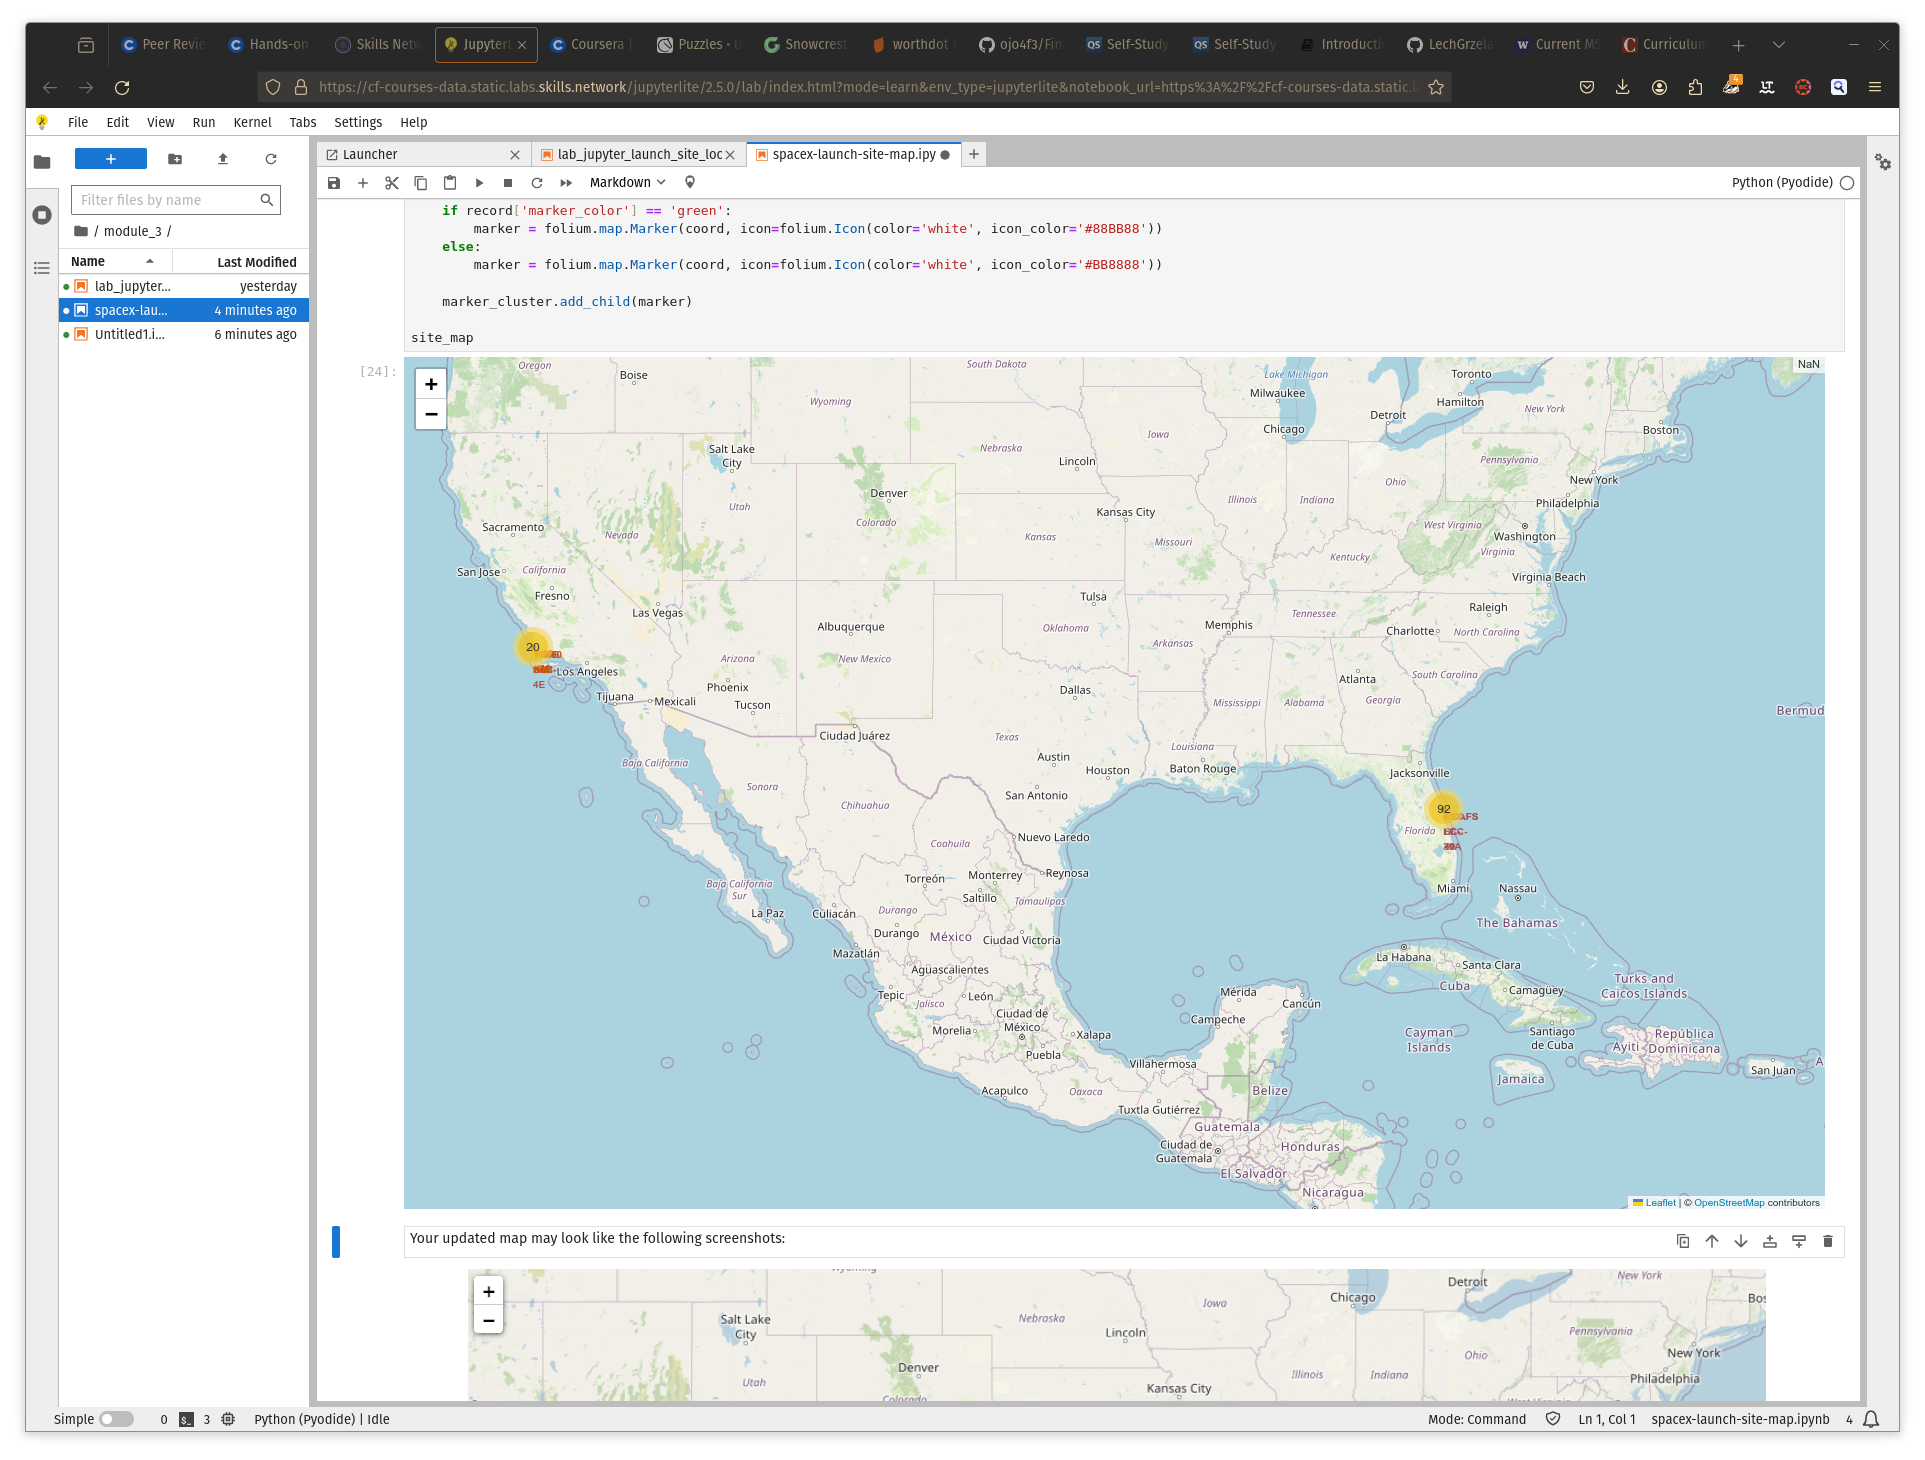 Peer Revie
Hands-on
Skills Netw
JupyterL
Coursera |
Puzzles • li
Snowcrest
worthdot |
ojo4f3/Fin
Self-Study
Self-Study
Introducti
LechGrzela
Current MS
Curriculum
https://cf-courses-data.static.labs.skills.network/jupyterlite/2.5.0/lab/index.html?mode=learn&env_type=jupyterlite&notebook_url=https%3A%2F%2Fcf-courses-data.static.l
4
File Edit View Run Kernel Tabs Settings Help
Filter files by name
/ module_3 /
Name Last Modified
lab_jupyter... yesterday
spacex-lau... 4 minutes ago
Untitled1.i... 6 minutes ago
Launcher
lab_jupyter_launch_site_loc
spacex-launch-site-map.ipy
Markdown
Python (Pyodide)
if record['marker_color'] == 'green':
marker = folium.map.Marker(coord, icon=folium.Icon(color='white', icon_color='#88BB88'))
else:
marker = folium.map.Marker(coord, icon=folium.Icon(color='white', icon_color='#BB8888'))
marker_cluster.add_child(marker)
site_map
[24]:
+
−
NaN
Oregon
Boise
South Dakota
Lake Michigan
Toronto
Wyoming
Milwaukee
Hamilton
New York
Detroit
Chicago
Boston
Iowa
Nebraska
Salt Lake
City
Lincoln
Pennsylvania
New York
Ohio
Denver
Utah
Illinois
Indiana
Philadelphia
Kansas City
Colorado
Sacramento
Nevada
West Virginia
Washington
Kansas
Missouri
Virginia
Kentucky
San Jose
California
Virginia Beach
Fresno
Las Vegas
Tulsa
Raleigh
Tennessee
Albuquerque
Oklahoma
Memphis
Charlotte
North Carolina
Arkansas
20
Arizona
New Mexico
Los Angeles
4E
Phoenix
Atlanta
South Carolina
Tijuana
Mexicali
Tucson
Dallas
Mississippi
Alabama
Georgia
Bermud
Ciudad Juárez
Texas
Louisiana
Baja California
Austin
Houston
Baton Rouge
Jacksonville
Sonora
San Antonio
Chihuahua
92
AFS
Florida
Nuevo Laredo
Coahuila
Torreón
Monterrey
Reynosa
Baja California
Sur
Saltillo
Tamaulipas
Miami
Nassau
La Paz
Culiacán
Durango
The Bahamas
Durango
México
Ciudad Victoria
Mazatlán
La Habana
Santa Clara
Aguascalientes
Turks and
Caicos Islands
Tepic
León
Jalisco
Mérida
Cancún
Cuba
Camagüey
Ciudad de
México
Campeche
Morelia
Xalapa
Cayman
Islands
Santiago
de Cuba
República
Dominicana
Ayiti
Puebla
Villahermosa
San Juan
A
Acapulco
Oaxaca
Belize
Jamaica
Tuxtla Gutiérrez
Guatemala
Ciudad de
Guatemala
Honduras
El Salvador
Nicaragua
Leaflet | © OpenStreetMap contributors
Your updated map may look like the following screenshots:
+
−
Wyoming
Detroit
New York
Chicago
Bos
Iowa
Nebraska
Salt Lake
City
Lincoln
Pennsylvania
New York
Ohio
Denver
Utah
Illinois
Indiana
Philadelphia
Kansas City
Colorado
West Virginia
Simple 0 3 Python (Pyodide) | Idle
Mode: Command Ln 1, Col 1 spacex-launch-site-map.ipynb 4